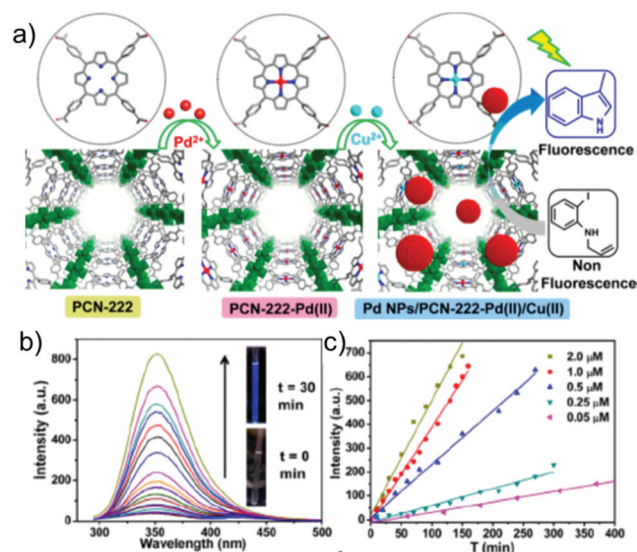 a)
Pd2+
Cu2+
NH
Fluorescence
I
NH
Non
Fluorescence
PCN-222
PCN-222-Pd(II)
Pd NPs/PCN-222-Pd(II)/Cu(II)
b)
800
600
400
200
0
Intensity (a.u.)
t = 30
min
t = 0
min
300
350
400
450
500
Wavelength (nm)
c)
700
600
500
400
300
200
100
0
Intensity (a.u.)
2.0 µM
1.0 µM
0.5 µM
0.25 µM
0.05 µM
0
50
100
150
200
250
300
350
400
T (min)